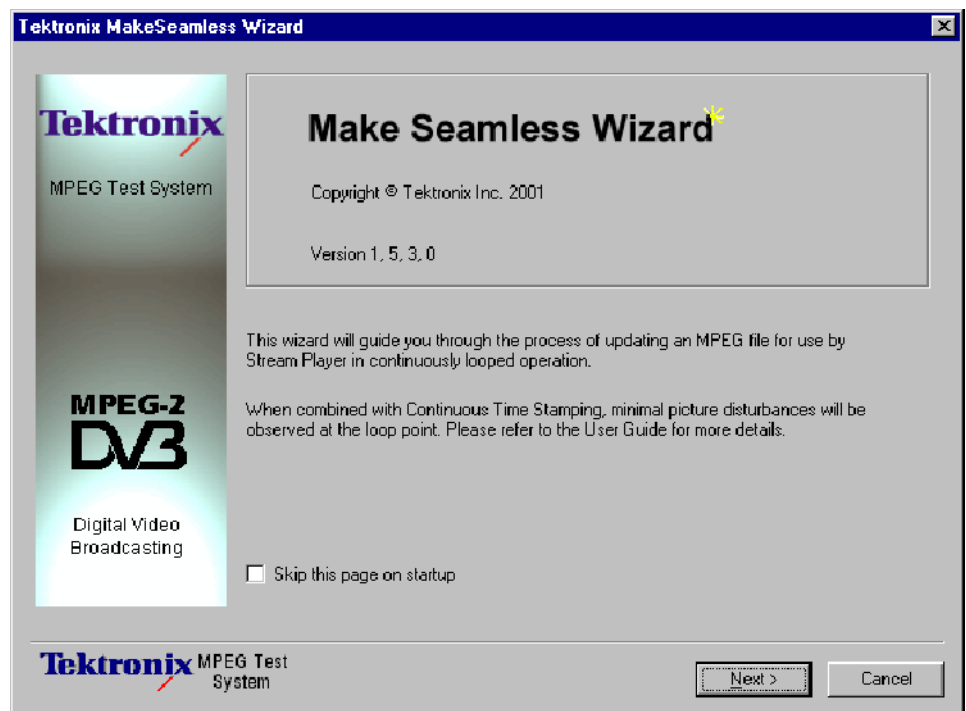 Tektronix MakeSeamless Wizard
Tektronix
MPEG Test System
MPEG-2
DVB
Digital Video
Broadcasting
Make Seamless Wizard
Copyright © Tektronix Inc. 2001
Version 1, 5, 3, 0
This wizard will guide you through the process of updating an MPEG file for use by
Stream Player in continuously looped operation.
When combined with Continuous Time Stamping, minimal picture disturbances will be
observed at the loop point. Please refer to the User Guide for more details.
Skip this page on startup
Tektronix MPEG Test
System
Next >
Cancel